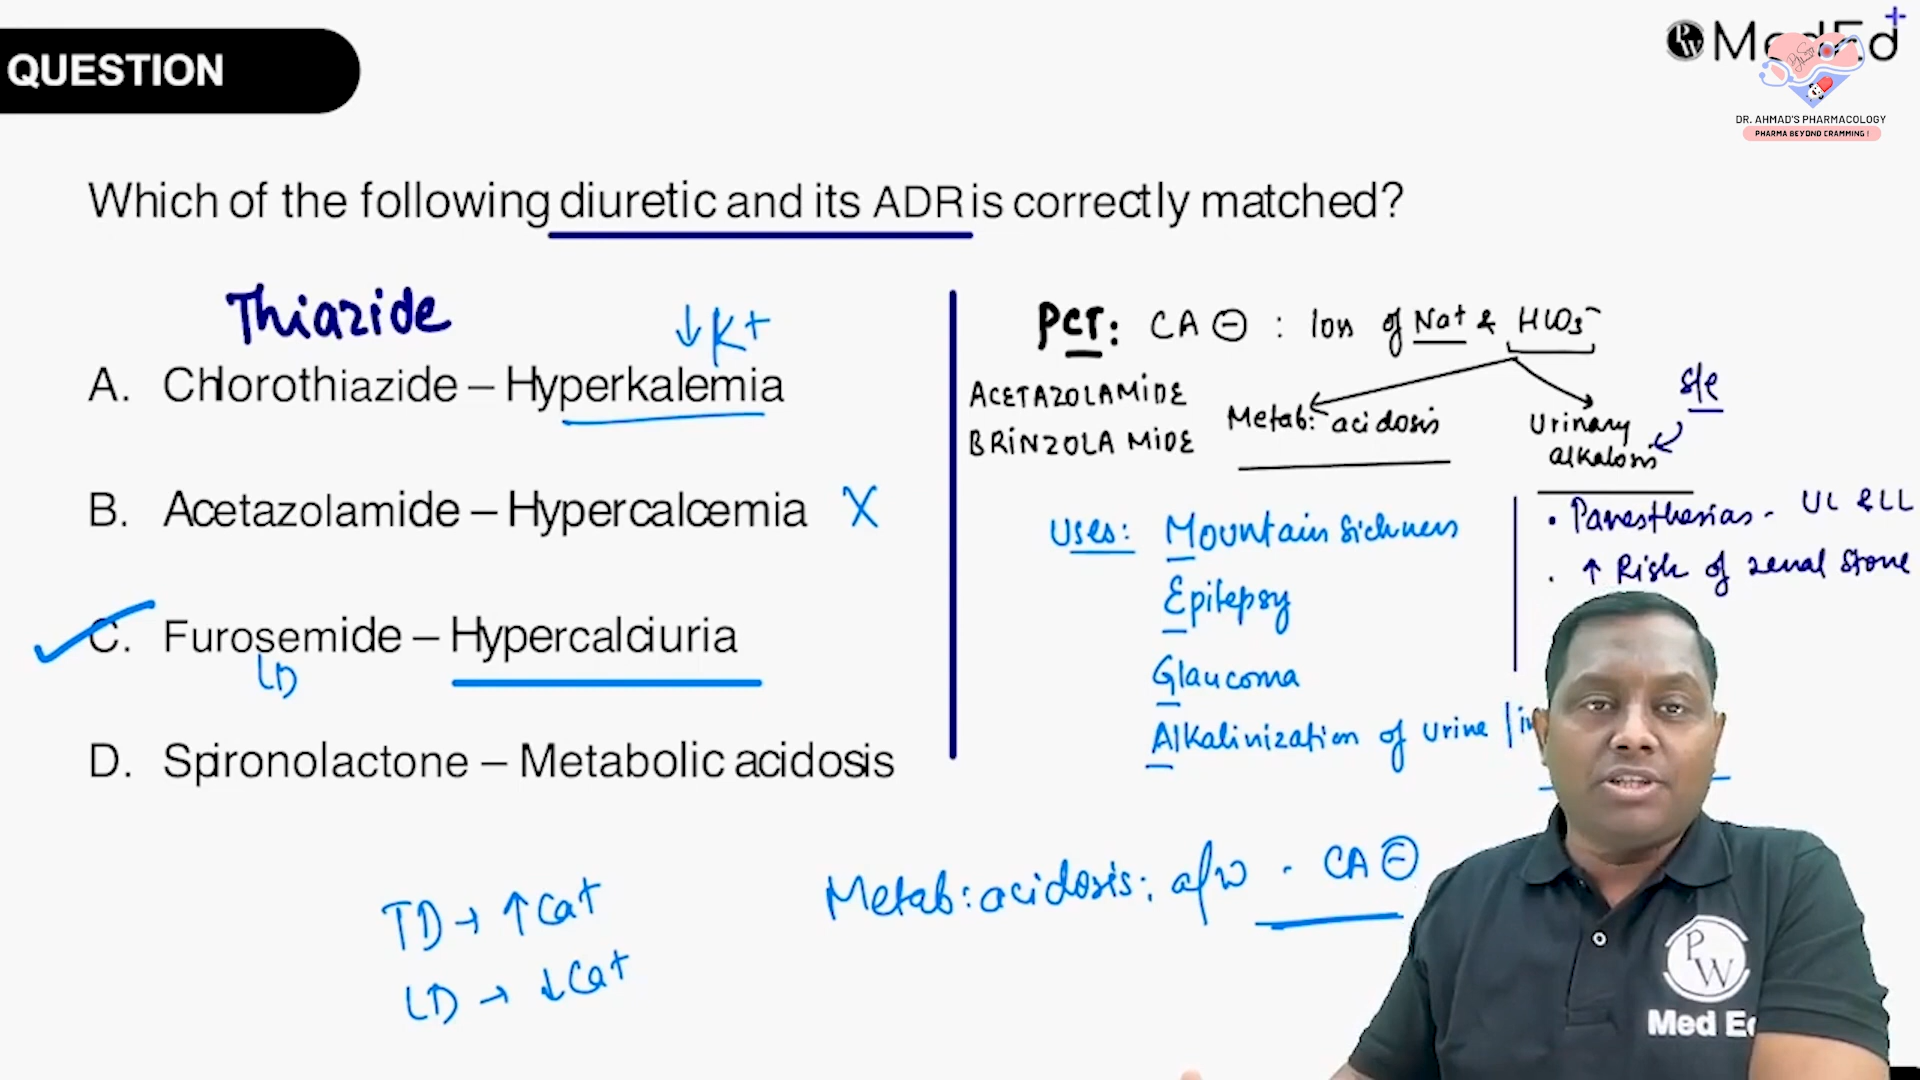 QUESTION
PW MedEd
DR. AHMAD'S PHARMACOLOGY
PHARMA BEYOND CRAMMING !
Which of the following diuretic and its ADR is correctly matched?
Thiazide
↓K+
A. Chlorothiazide – Hyperkalemia
B. Acetazolamide – Hypercalcemia X
C. Furosemide – Hypercalciuria
LD
D. Spironolactone – Metabolic acidosis
TD → ↑Ca+
LD → ↓Ca+
PCT: CA ⊖ : loss of Na+ & HCO3-
ACETAZOLAMIDE
BRINZOLAMIDE
Metab: acidosis
Urinary
alkalosis
S/e
• Paresthesias - UL & LL
• ↑ Risk of renal stone
Uses: Mountain Sickness
Epilepsy
Glaucoma
Alkalinization of urine /
Metab: acidosis: a/w - CA ⊖
PW
Med E